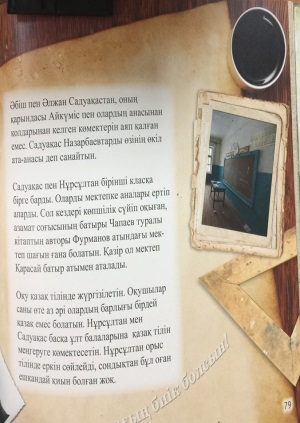 Әбіш пен Әлжан Садуақастан, оның
қарындасы Айкүміс пен олардың анасынан
қолдарынан келген көмектерін аяп қалған
емес. Садуақас Назарбаевтарды өзінің өкіл
ата-анасы деп санайтын.
Садуақас пен Нұрсұлтан бірінші класқа
бірге барды. Оларды мектепке аналары ертіп
апарды. Сол кездері көпшілік сүйіп оқыған,
азамат соғысының батыры Чапаев туралы
кітаптың авторы Фурманов атындағы мек-
теп шағын ғана болатын. Қазір ол мектеп
Қарасай батыр атымен аталады.
Оқу қазақ тілінде жүргізілетін. Оқушылар
саны өте аз әрі олардың барлығы бірдей
қазақ емес болатын. Нұрсұлтан мен
Садуақас басқа ұлт балаларына қазақ тілін
меңгеруге көмектесетін. Нұрсұлтан орыс
тілінде еркін сөйлейді, сондықтан бұл оған
ешқандай қиын болған жоқ.
биік болсын!
79